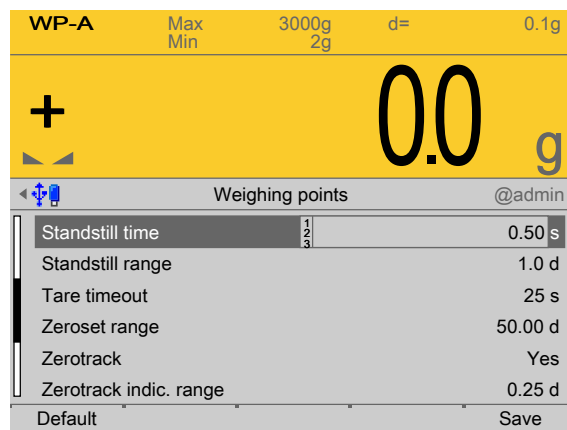 WP-A Max 3000g d= 0.1g
Min 2g
+ 0.0 g
Weighing points @admin
Standstill time 1 2 3 0.50 s
Standstill range 1.0 d
Tare timeout 25 s
Zeroset range 50.00 d
Zerotrack Yes
Zerotrack indic. range 0.25 d
Default Save